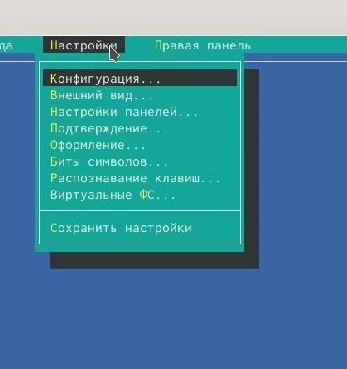 да Настройки Правая панель
Конфигурация...
Внешний вид...
Настройки панелей...
Подтверждение...
Оформление...
Биты символов...
Распознавание клавиш...
Виртуальные ФС...
Сохранить настройки